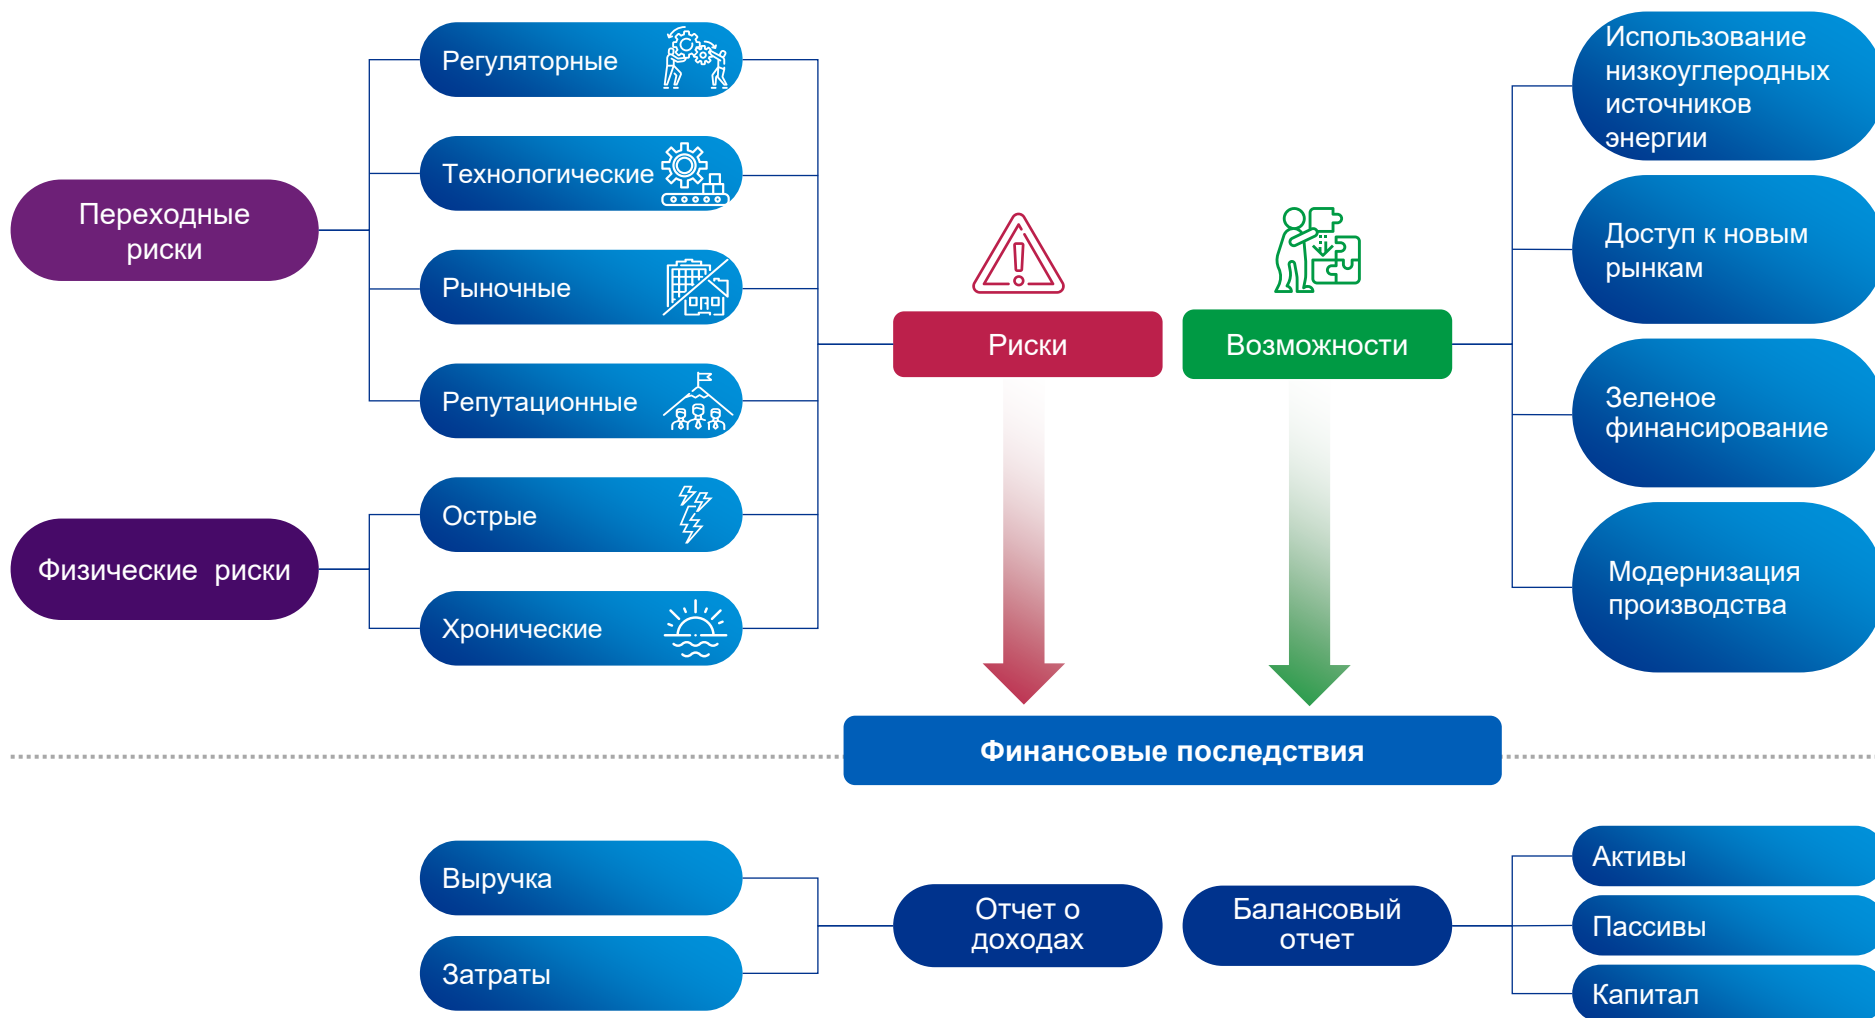 Переходные
риски
Физические риски
Регуляторные
Технологические
Рыночные
Репутационные
Острые
Хронические
Риски
Возможности
Использование
низкоуглеродных
источников
энергии
Доступ к новым
рынкам
Зеленое
финансирование
Модернизация
производства
Финансовые последствия
Выручка
Затраты
Отчет о
доходах
Балансовый
отчет
Активы
Пассивы
Капитал